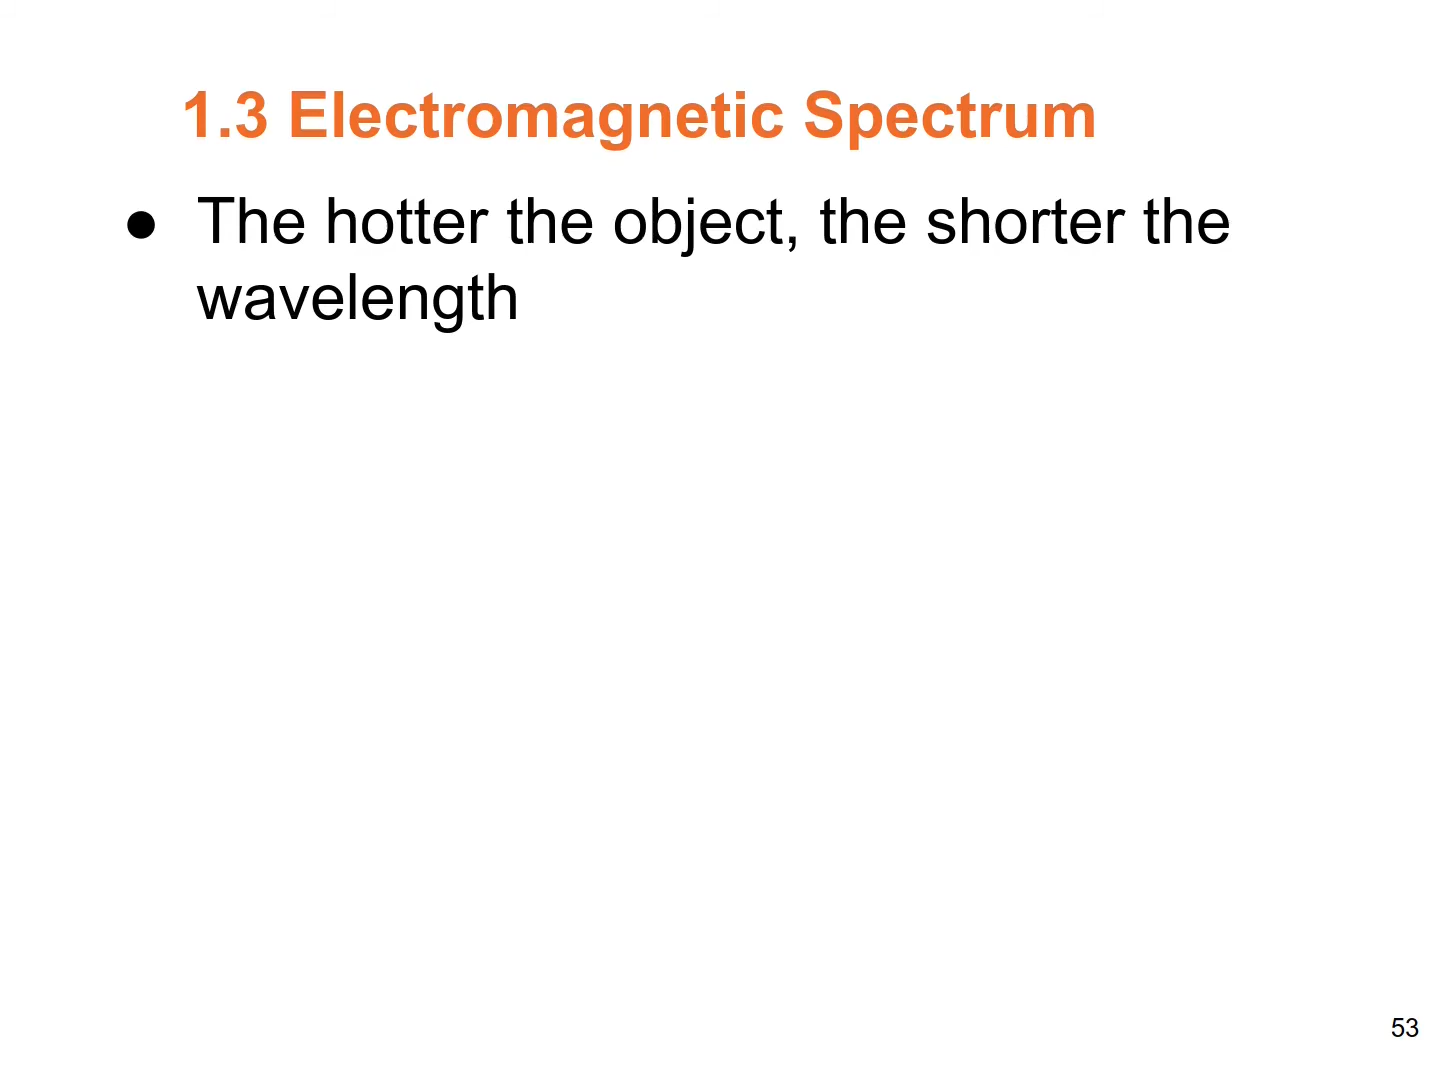 1.3 Electromagnetic Spectrum
● The hotter the object, the shorter the
wavelength
53